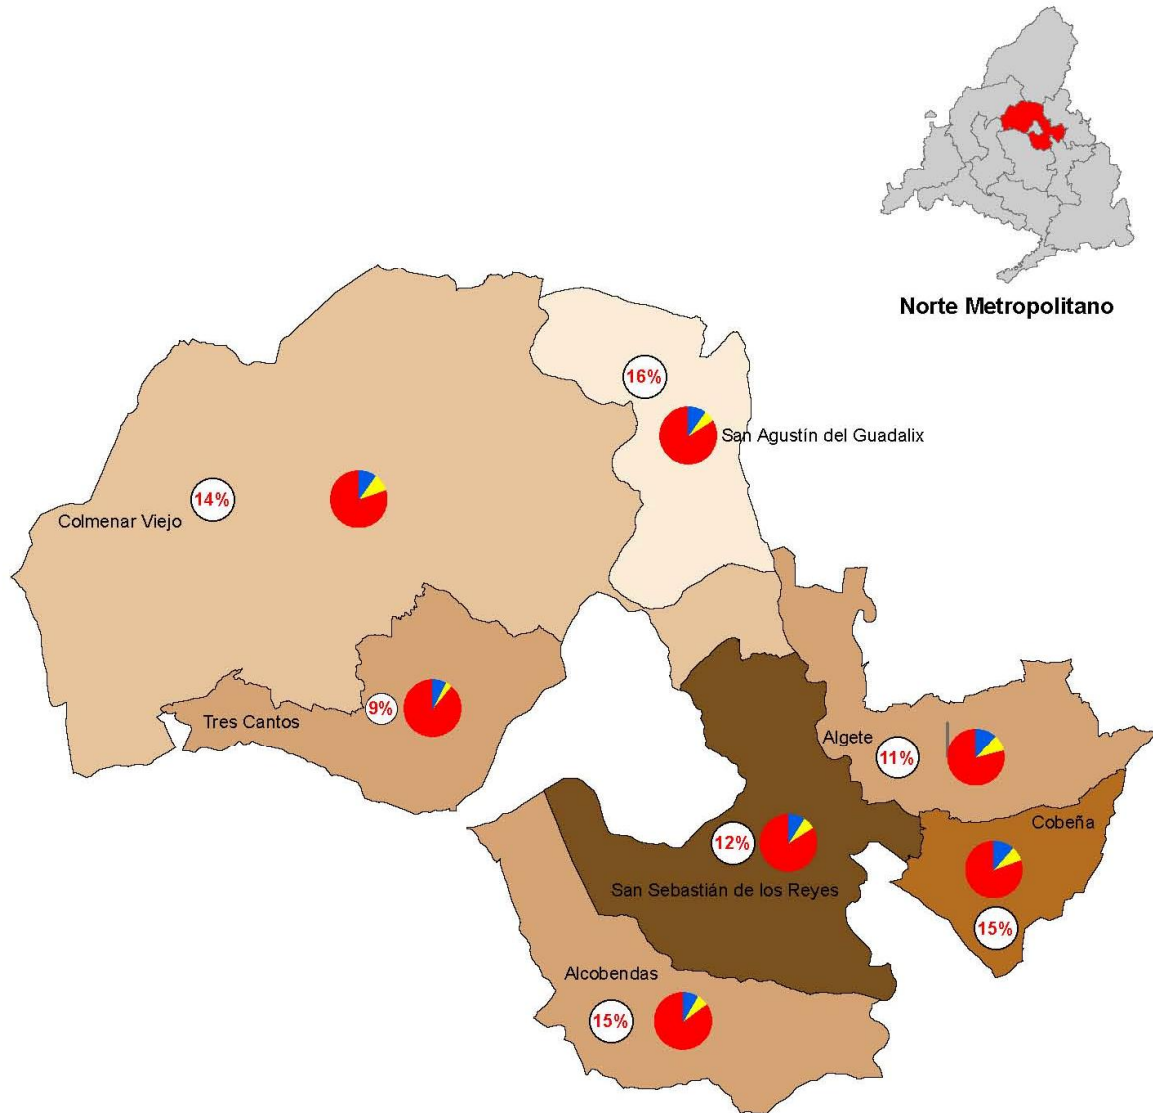 Norte Metropolitano
16%
San Agustín del Guadalix
14%
Colmenar Viejo
9%
Tres Cantos
Algete
11%
Cobeña
12%
San Sebastián de los Reyes
15%
Alcobendas
15%